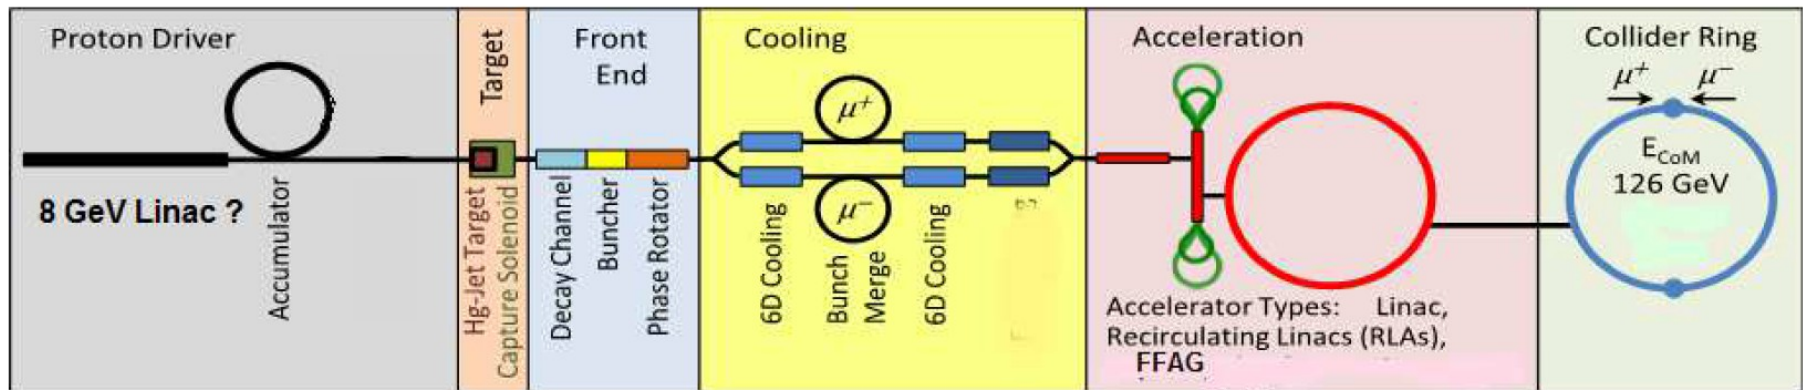 Proton Driver
8 GeV Linac ?
Accumulator
Target
Hg-Jet Target
Capture Solenoid
Front
End
Decay Channel
Buncher
Phase Rotator
Cooling
μ+
μ−
6D Cooling
Bunch
Merge
6D Cooling
Acceleration
Accelerator Types: Linac,
Recirculating Linacs (RLAs),
FFAG
Collider Ring
μ+ μ−
ECoM
126 GeV